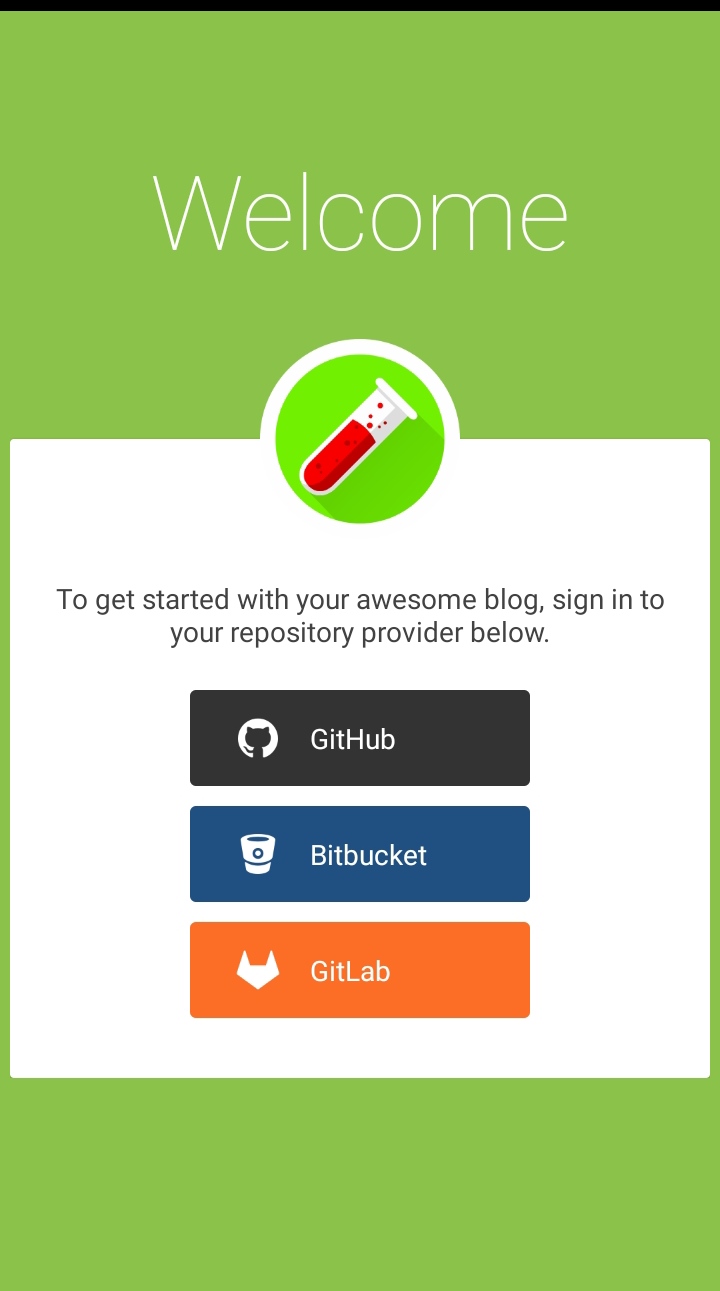 Welcome
To get started with your awesome blog, sign in to
your repository provider below.
GitHub
Bitbucket
GitLab